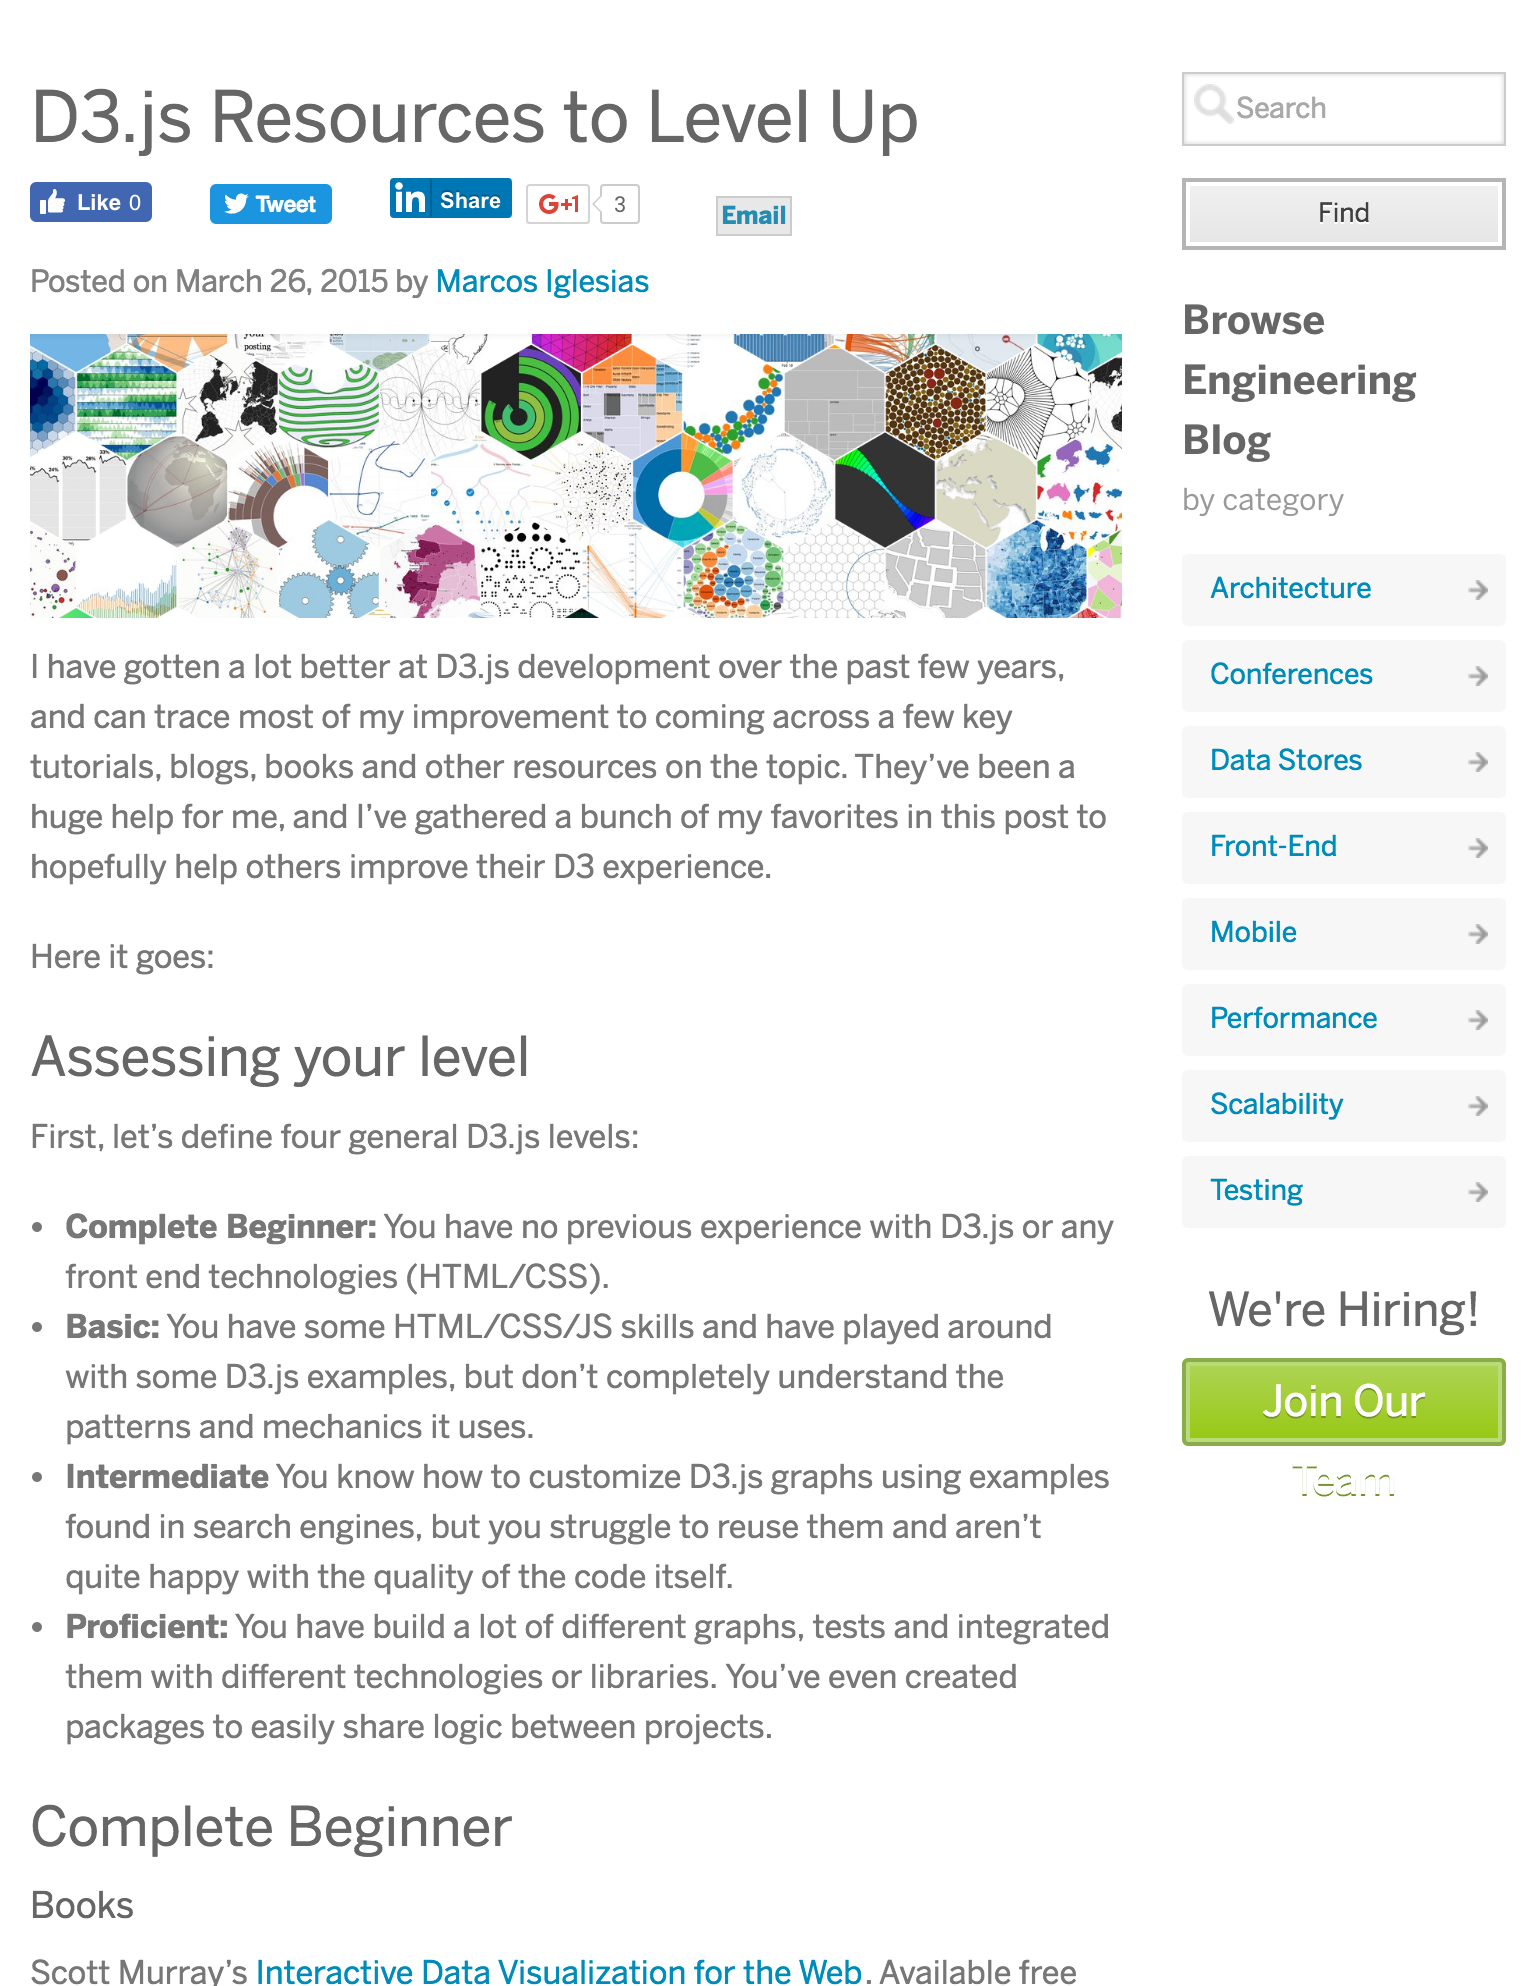 D3.js Resources to Level Up
Like 0
Tweet
in Share
G+1 3
Email
Posted on March 26, 2015 by Marcos Iglesias
posting
I have gotten a lot better at D3.js development over the past few years,
and can trace most of my improvement to coming across a few key
tutorials, blogs, books and other resources on the topic. They’ve been a
huge help for me, and I’ve gathered a bunch of my favorites in this post to
hopefully help others improve their D3 experience.
Here it goes:
Assessing your level
First, let’s define four general D3.js levels:
• Complete Beginner: You have no previous experience with D3.js or any
front end technologies (HTML/CSS).
• Basic: You have some HTML/CSS/JS skills and have played around
with some D3.js examples, but don’t completely understand the
patterns and mechanics it uses.
• Intermediate You know how to customize D3.js graphs using examples
found in search engines, but you struggle to reuse them and aren’t
quite happy with the quality of the code itself.
• Proficient: You have build a lot of different graphs, tests and integrated
them with different technologies or libraries. You’ve even created
packages to easily share logic between projects.
Complete Beginner
Books
Scott Murray’s Interactive Data Visualization for the Web. Available free
Search
Find
Browse
Engineering
Blog
by category
Architecture
Conferences
Data Stores
Front-End
Mobile
Performance
Scalability
Testing
We're Hiring!
Join Our
Team